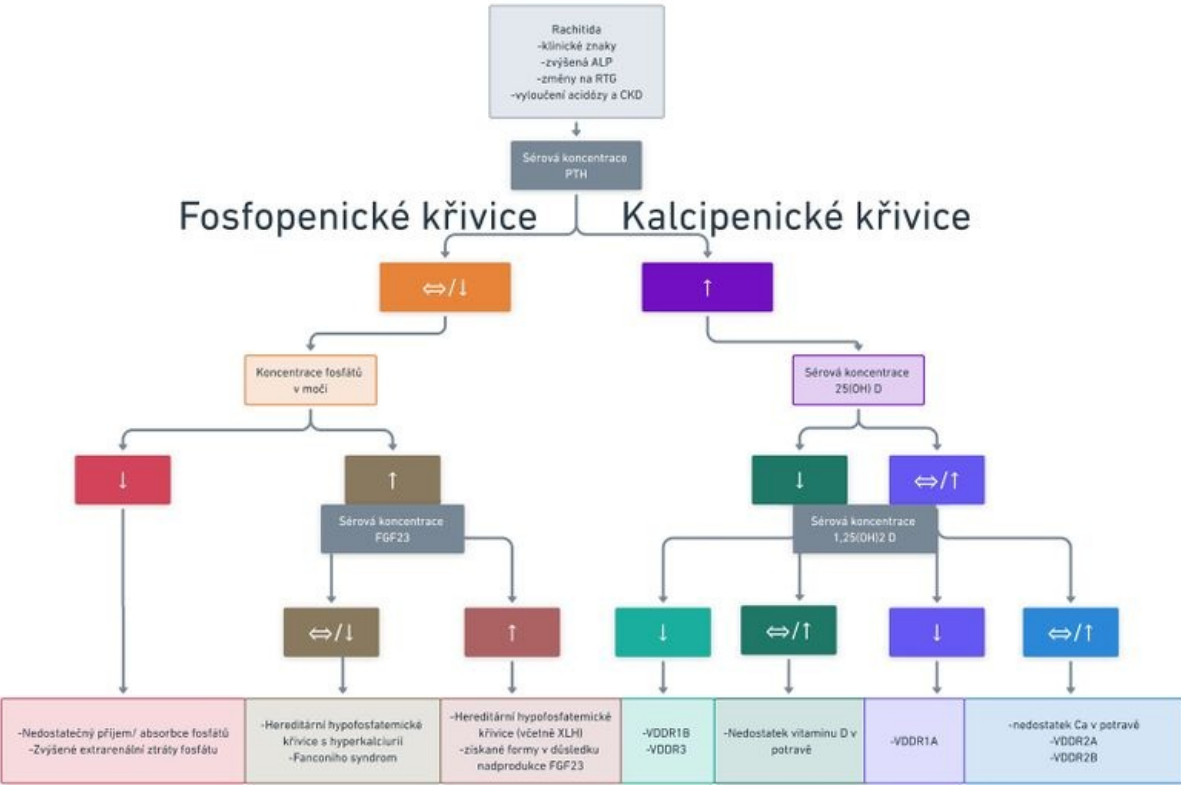 Rachitida
-klinické znaky
-zvýšená ALP
-změny na RTG
-vyloučení acidózy a CKD
Sérová koncentrace
PTH
Fosfopenické křivice
Kalcipenické křivice
⇔/↓
↑
Koncentrace fosfátů
v moči
Sérová koncentrace
25(OH) D
↓
↑
↓
⇔/↑
Sérová koncentrace
FGF23
Sérová koncentrace
1,25(OH)2 D
⇔/↓
↑
↓
⇔/↑
↓
⇔/↑
-Nedostatečný příjem/ absorbce fosfátů
-Zvýšené extrarenální ztráty fosfátu
-Hereditární hypofosfatemické
křivice s hyperkalciurií
-Fanconiho syndrom
-Hereditární hypofosfatemické
křivice (včetně XLH)
-získané formy v důsledku
nadprodukce FGF23
-VDDR1B
-VDDR3
-Nedostatek vitaminu D v
potravě
-VDDR1A
-nedostatek Ca v potravě
-VDDR2A
-VDDR2B